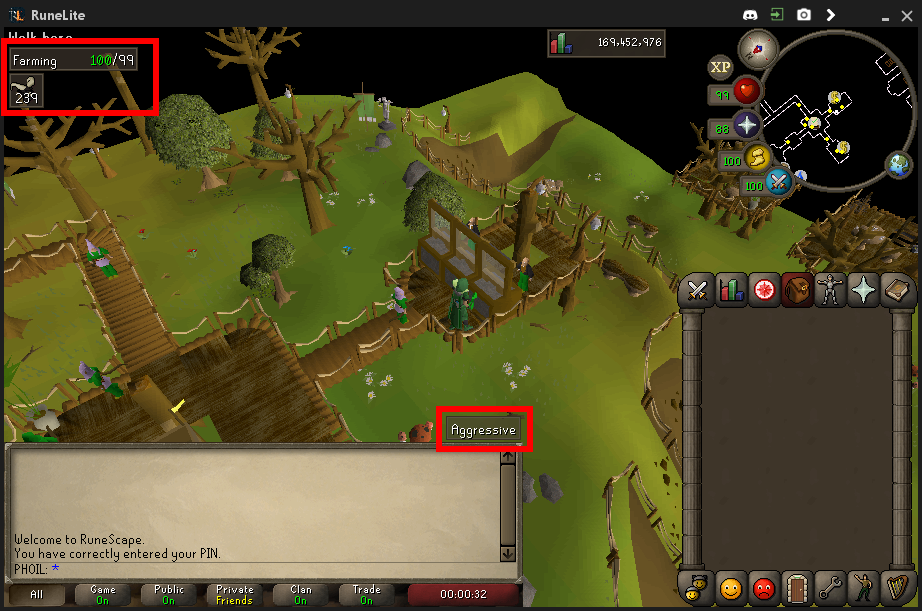 RuneLite
Walk here
Farming 100/99
239
169,452,976
XP
99
88
100
100
Aggressive
Welcome to RuneScape.
You have correctly entered your PIN.
PHOIL: *
All
Game
On
Public
On
Private
Friends
Clan
On
Trade
On
00:00:32